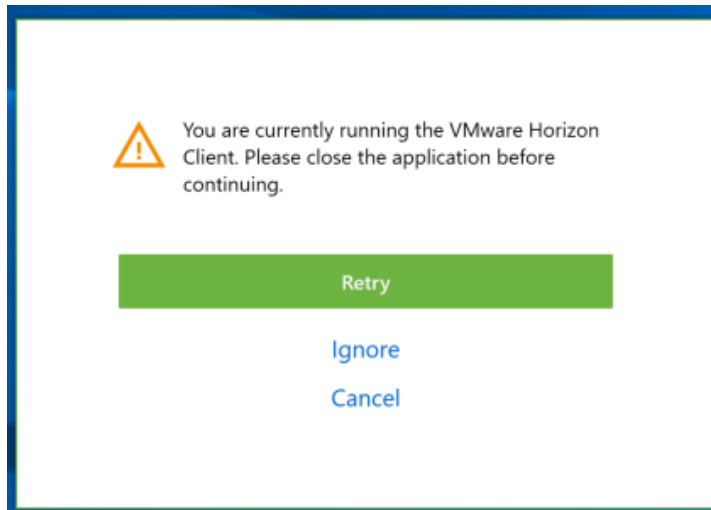 You are currently running the VMware Horizon
Client. Please close the application before
continuing.
Retry
Ignore
Cancel